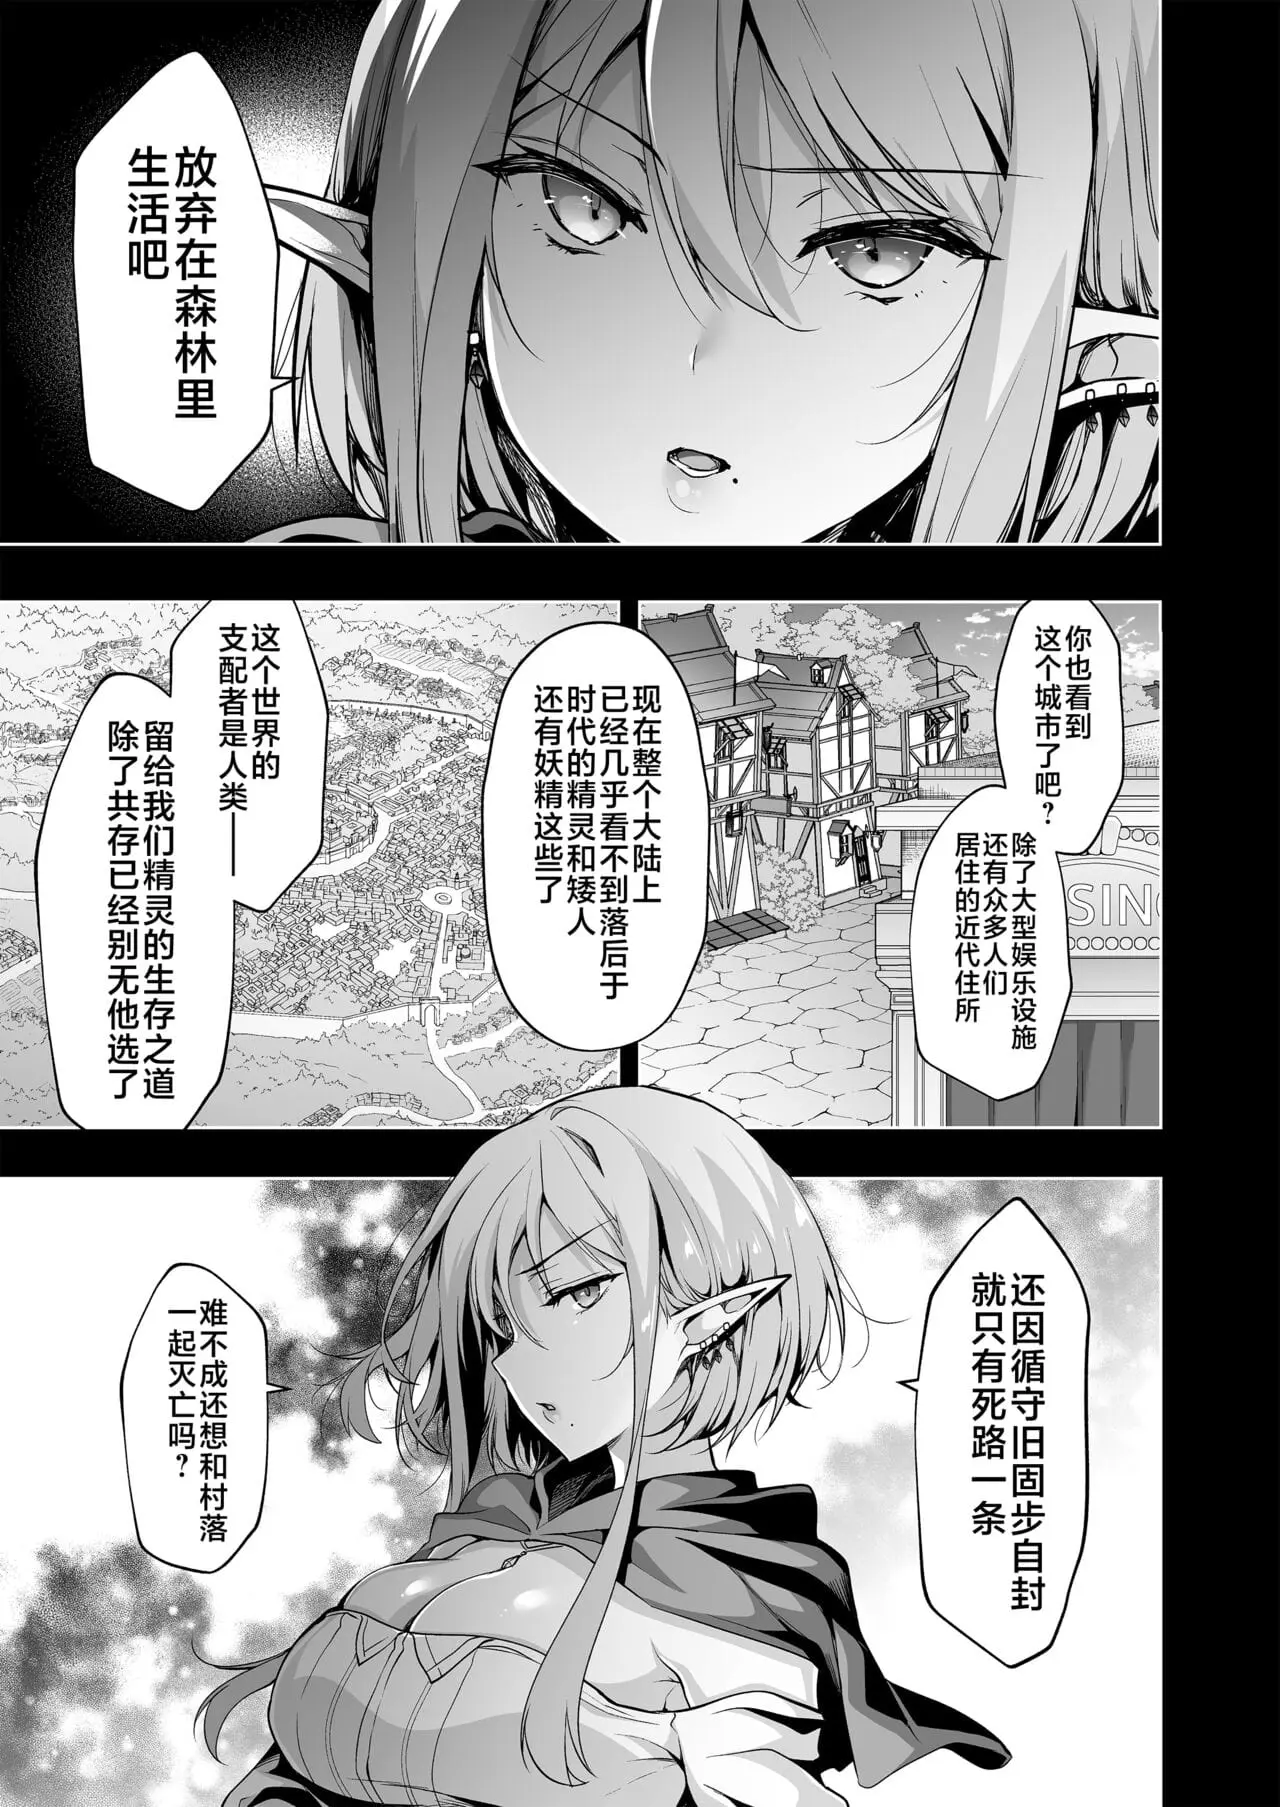 放弃在森林里
生活吧
你也看到
这个城市了吧？
除了大型娱乐设施
还有众多人们
居住的近代住所
SINO
现在整个大陆上
已经几乎看不到落后于
时代的精灵和矮人
还有妖精这些了
这个世界的
支配者是人类——
留给我们精灵的生存之道
除了共存已经别无他选了
还因循守旧固步自封
就只有死路一条
难不成还想和村落
一起灭亡吗？